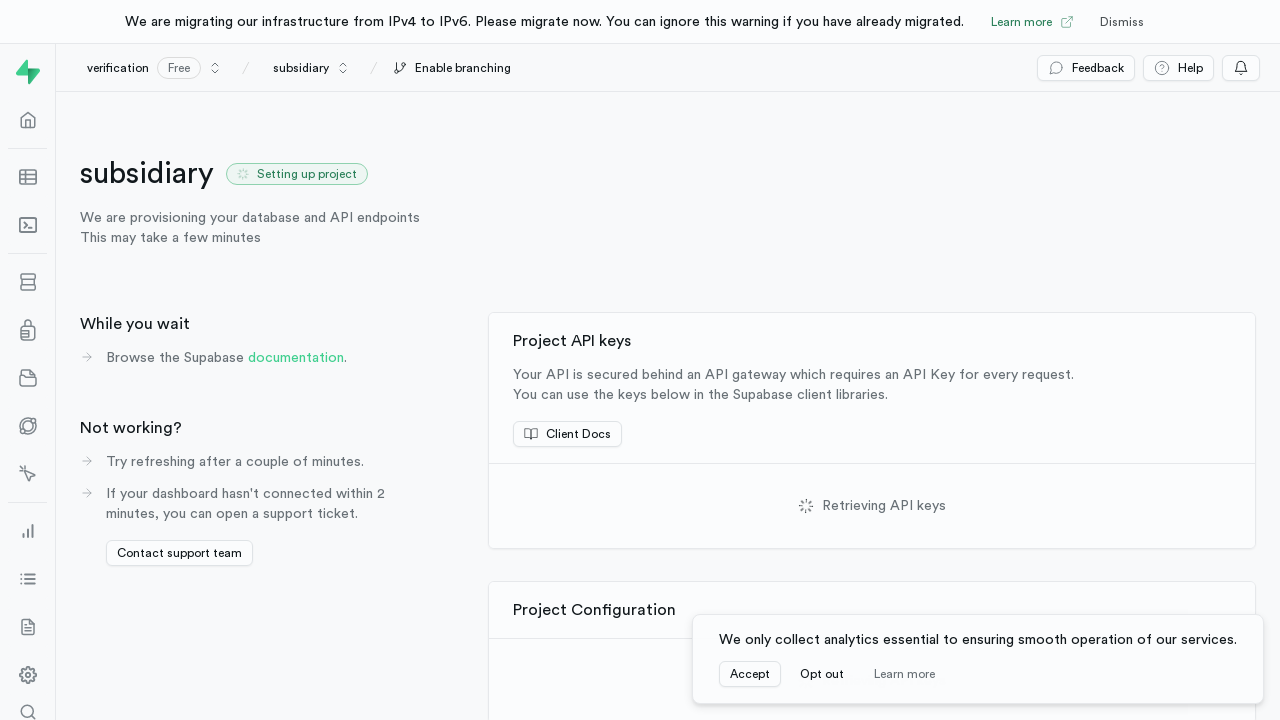 We are migrating our infrastructure from IPv4 to IPv6. Please migrate now. You can ignore this warning if you have already migrated. Learn more Dismiss
verification Free / subsidiary / Enable branching Feedback Help
subsidiary Setting up project
We are provisioning your database and API endpoints
This may take a few minutes
While you wait
Browse the Supabase documentation.
Not working?
Try refreshing after a couple of minutes.
If your dashboard hasn't connected within 2
minutes, you can open a support ticket.
Contact support team
Project API keys
Your API is secured behind an API gateway which requires an API Key for every request.
You can use the keys below in the Supabase client libraries.
Client Docs
Retrieving API keys
Project Configuration
We only collect analytics essential to ensuring smooth operation of our services.
Accept Opt out Learn more